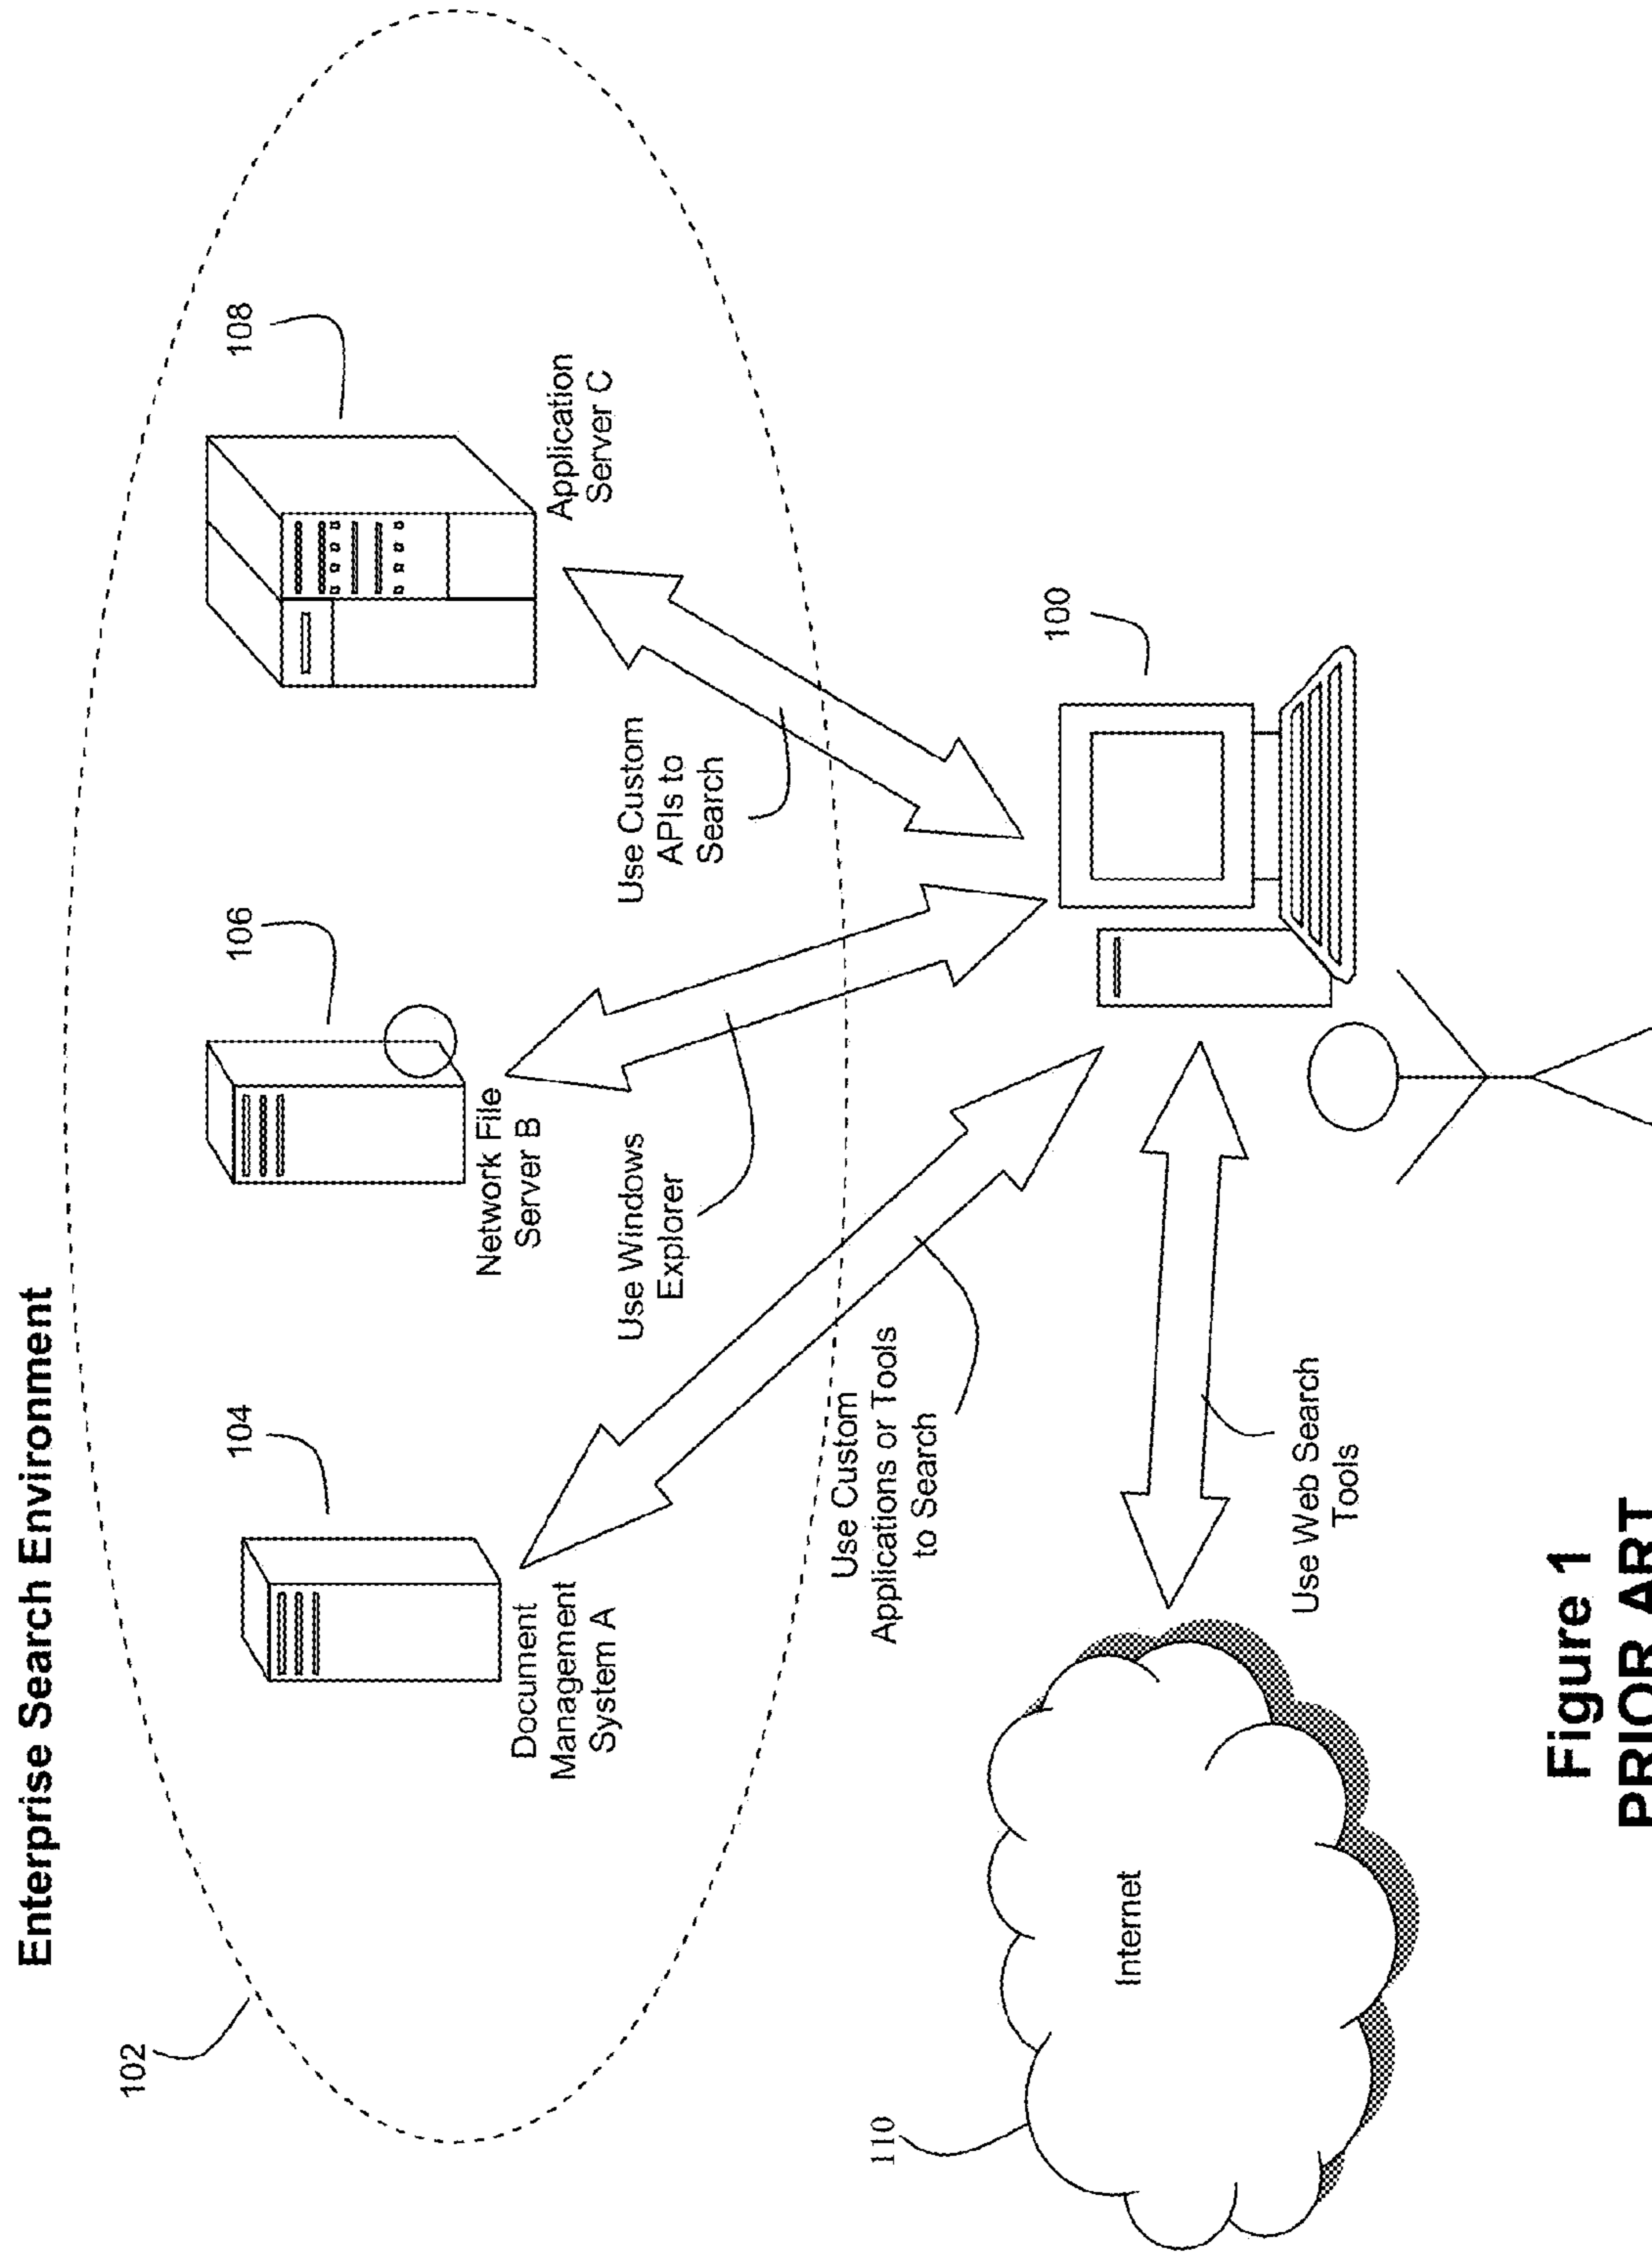 Enterprise Search Environment
102
104
106
108
Document
Management
System A
Network File
Server B
Application
Server C
Use Windows
Explorer
Use Custom
APIs to
Search
Use Custom
Applications or Tools
to Search
110
Internet
100
Use Web Search
Tools
Figure 1
PRIOR ART